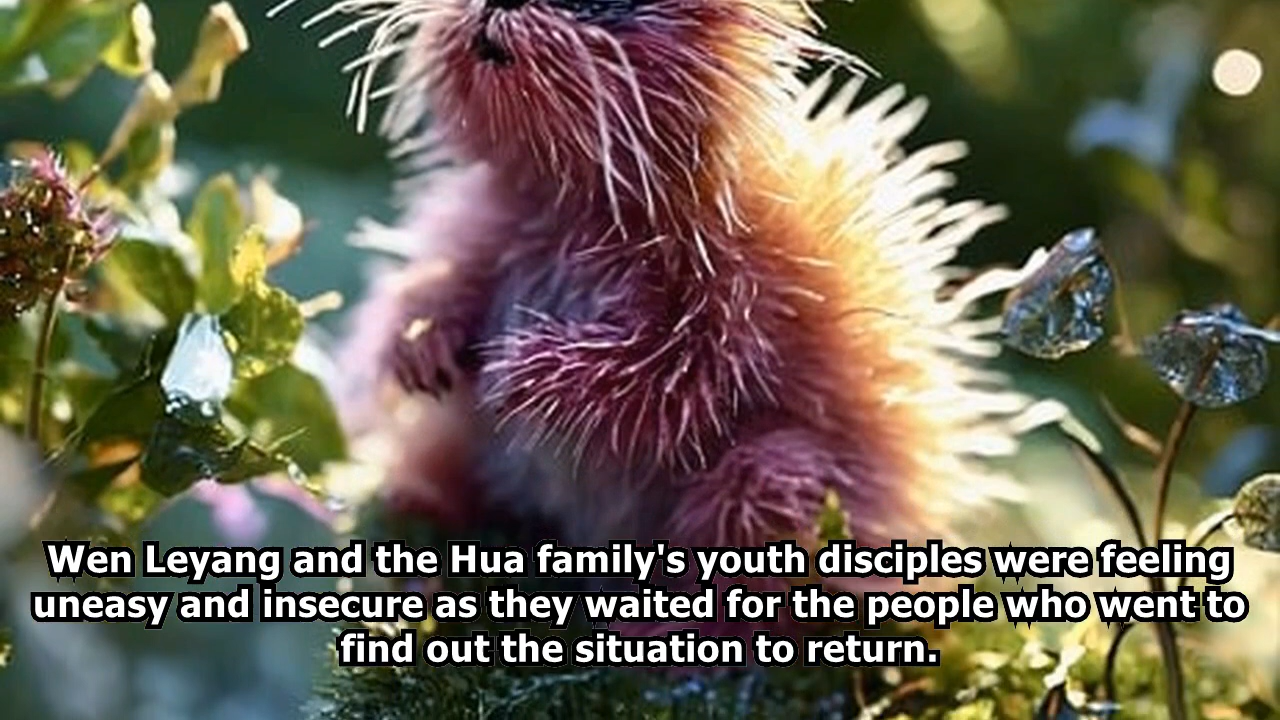 Wen Leyang and the Hua family's youth disciples were feeling
uneasy and insecure as they waited for the people who went to
find out the situation to return.